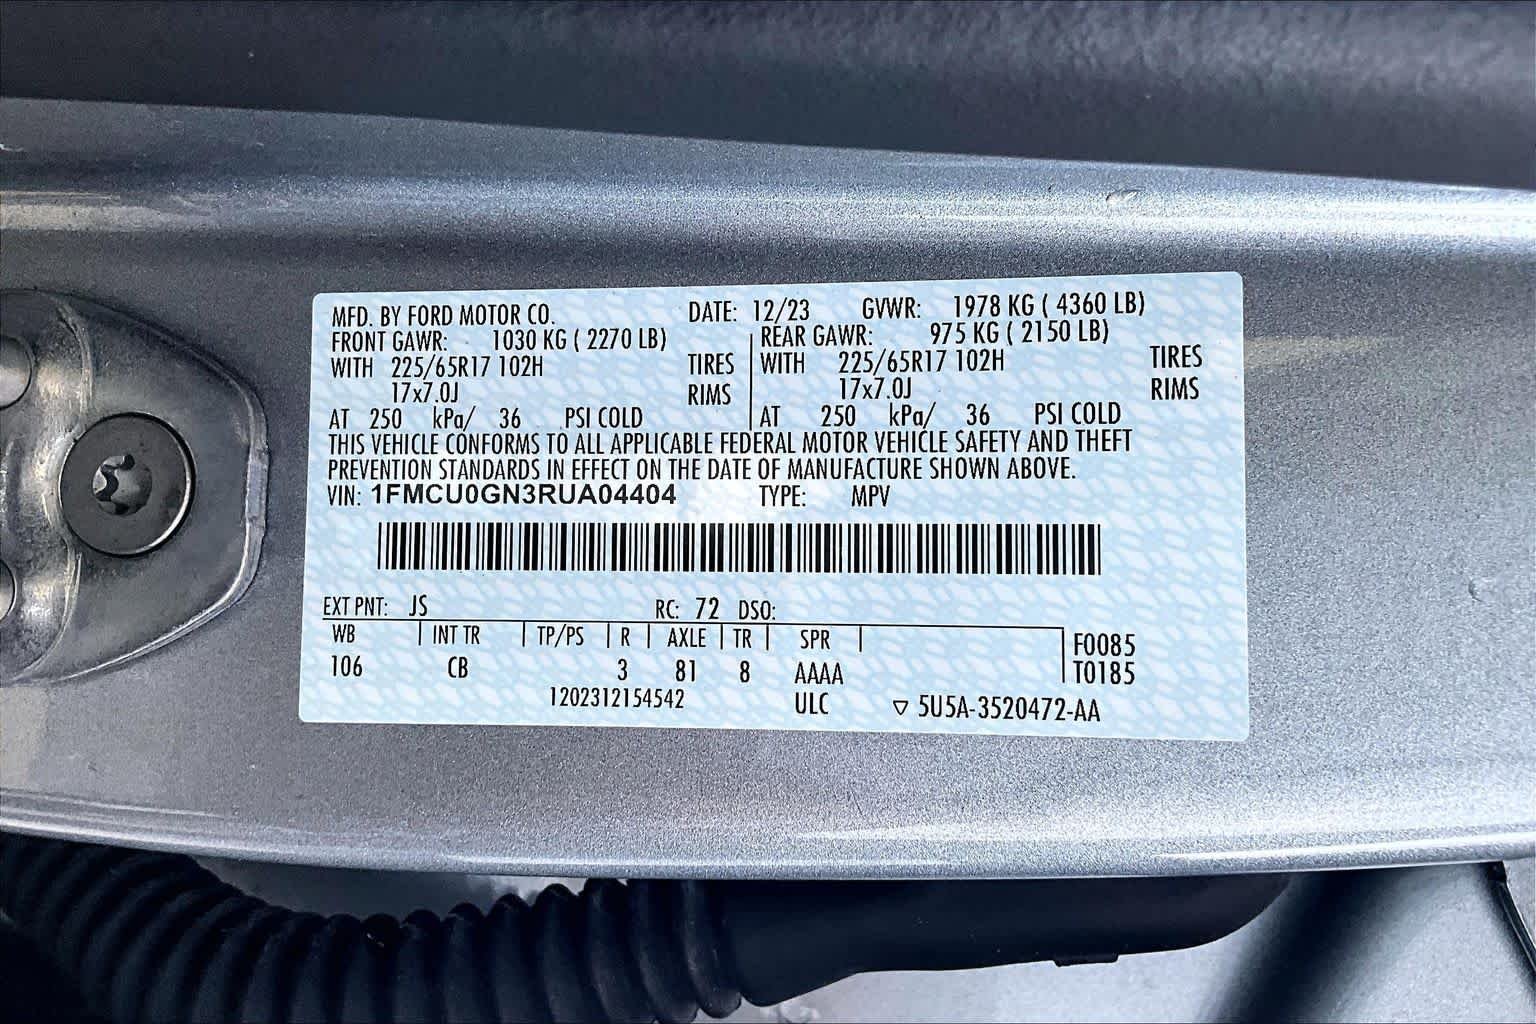 MFD. BY FORD MOTOR CO. DATE: 12/23 GVWR: 1978 KG ( 4360 LB)
FRONT GAWR: 1030 KG ( 2270 LB) REAR GAWR: 975 KG ( 2150 LB)
WITH 225/65R17 102H TIRES WITH 225/65R17 102H TIRES
17x7.0J RIMS 17x7.0J RIMS
AT 250 kPa/ 36 PSI COLD AT 250 kPa/ 36 PSI COLD
THIS VEHICLE CONFORMS TO ALL APPLICABLE FEDERAL MOTOR VEHICLE SAFETY AND THEFT
PREVENTION STANDARDS IN EFFECT ON THE DATE OF MANUFACTURE SHOWN ABOVE.
VIN: 1FMCU0GN3RUA04404 TYPE: MPV
EXT PNT: JS RC: 72 DSO:
WB INT TR TP/PS R AXLE TR SPR F0085
106 CB 3 81 8 AAAA T0185
1202312154542 ULC ▽ 5U5A-3520472-AA